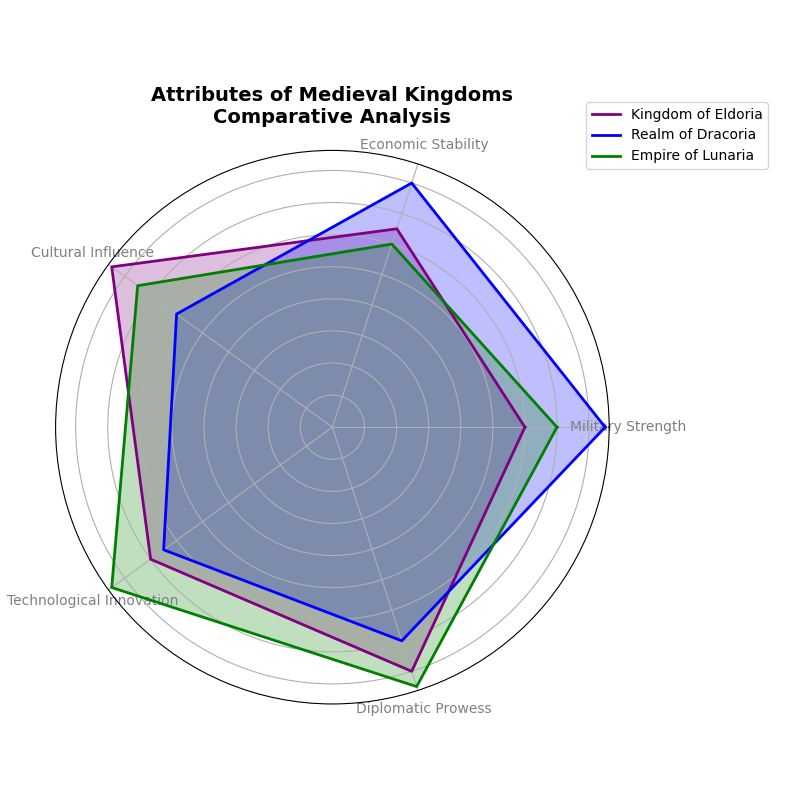 Attributes of Medieval Kingdoms
Comparative Analysis
Kingdom of Eldoria
Realm of Dracoria
Empire of Lunaria
Economic Stability
Cultural Influence
Military Strength
Technological Innovation
Diplomatic Prowess